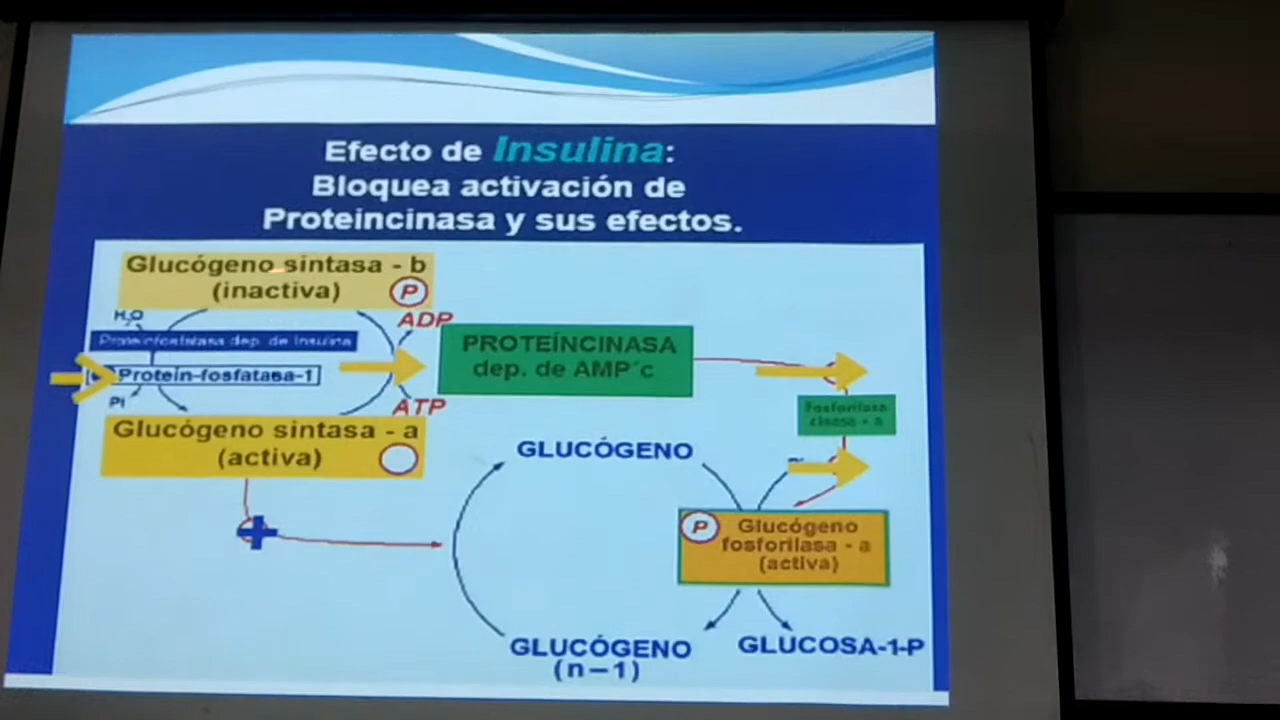 Efecto de Insulina:
Bloquea activación de
Proteincinasa y sus efectos.
Glucógeno sintasa - b
(inactiva) P
H₂O
ADP
Proteinfosfatasa dep. de Insulina
Protein-fosfatasa-1
Pi
ATP
Glucógeno sintasa - a
(activa)
PROTEÍNCINASA
dep. de AMP´c
Fosforilasa
cinasa - a
GLUCÓGENO
P Glucógeno
fosforilasa - a
(activa)
GLUCÓGENO
(n-1)
GLUCOSA-1-P